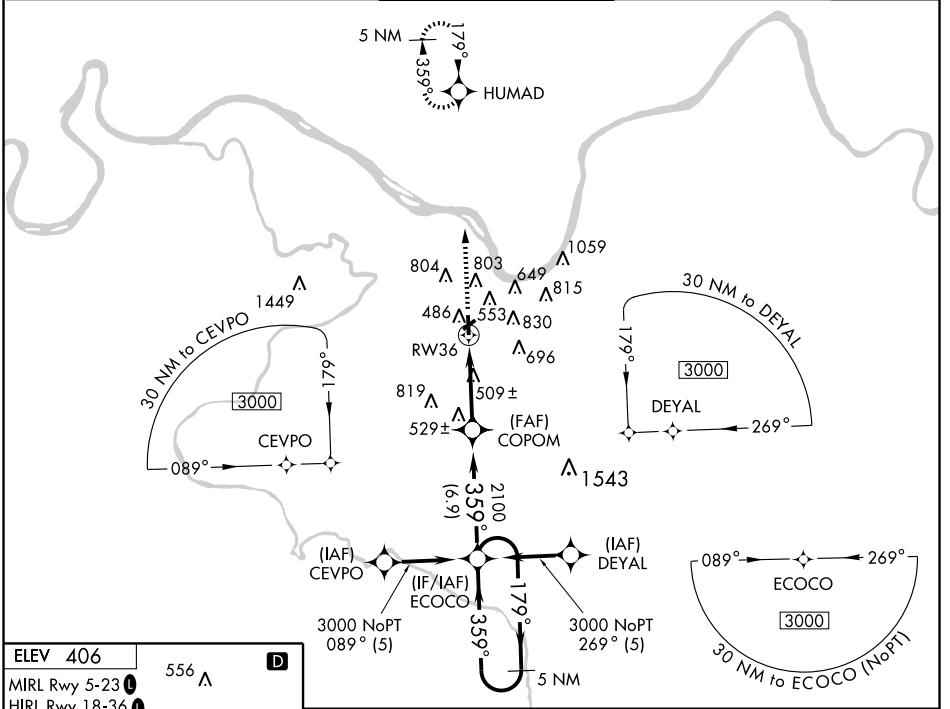 5 NM
179°
359°
HUMAD
1059
804
803
649
815
1449
486
553
830
RW36
696
30 NM to CEVPO
179°
3000
CEVPO
089°
30 NM to DEYAL
179°
3000
DEYAL
269°
819
509±
529±
(FAF)
COPOM
1543
359°
2100
(6.9)
(IAF)
CEVPO
(IF/IAF)
ECOCO
(IAF)
DEYAL
3000 NoPT
089° (5)
359°
179°
3000 NoPT
269° (5)
5 NM
089°
269°
ECOCO
3000
30 NM to ECOCO (NoPT)
ELEV 406
D
556
MIRL Rwy 5-23 L
HIRL Rwy 18-36 L